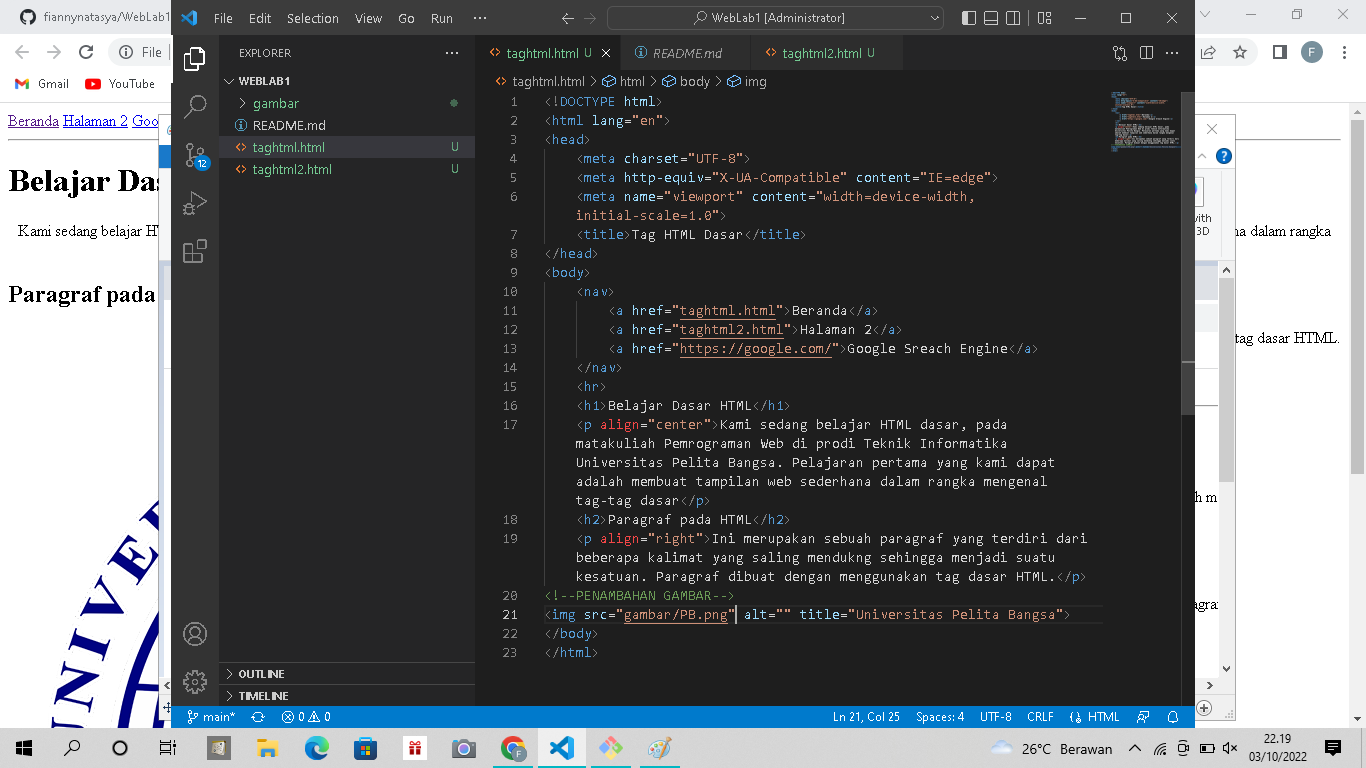 fiannynatasya/WebLab1
File
Gmail YouTube
Beranda Halaman 2 Goo
Belajar Das
Kami sedang belajar H
Paragraf pada
UNIVE
File Edit Selection View Go Run ···
WebLab1 [Administrator]
EXPLORER ···
WEBLAB1
gambar
README.md
taghtml.html U
taghtml2.html U
12
OUTLINE
TIMELINE
taghtml.html U README.md taghtml2.html U
taghtml.html > html > body > img
1 <!DOCTYPE html>
2 <html lang="en">
3 <head>
4 <meta charset="UTF-8">
5 <meta http-equiv="X-UA-Compatible" content="IE=edge">
6 <meta name="viewport" content="width=device-width,
initial-scale=1.0">
7 <title>Tag HTML Dasar</title>
8 </head>
9 <body>
10 <nav>
11 <a href="taghtml.html">Beranda</a>
12 <a href="taghtml2.html">Halaman 2</a>
13 <a href="https://google.com/">Google Sreach Engine</a>
14 </nav>
15 <hr>
16 <h1>Belajar Dasar HTML</h1>
17 <p align="center">Kami sedang belajar HTML dasar, pada
matakuliah Pemrograman Web di prodi Teknik Informatika
Universitas Pelita Bangsa. Pelajaran pertama yang kami dapat
adalah membuat tampilan web sederhana dalam rangka mengenal
tag-tag dasar</p>
18 <h2>Paragraf pada HTML</h2>
19 <p align="right">Ini merupakan sebuah paragraf yang terdiri dari
beberapa kalimat yang saling mendukng sehingga menjadi suatu
kesatuan. Paragraf dibuat dengan menggunakan tag dasar HTML.</p>
20 <!--PENAMBAHAN GAMBAR-->
21 <img src="gambar/PB.png" alt="" title="Universitas Pelita Bangsa">
22 </body>
23 </html>
F
with
3D
na dalam rangka
tag dasar HTML.
h m
agrar
main* 0 0 Ln 21, Col 25 Spaces: 4 UTF-8 CRLF HTML
26°C Berawan
22.19
03/10/2022